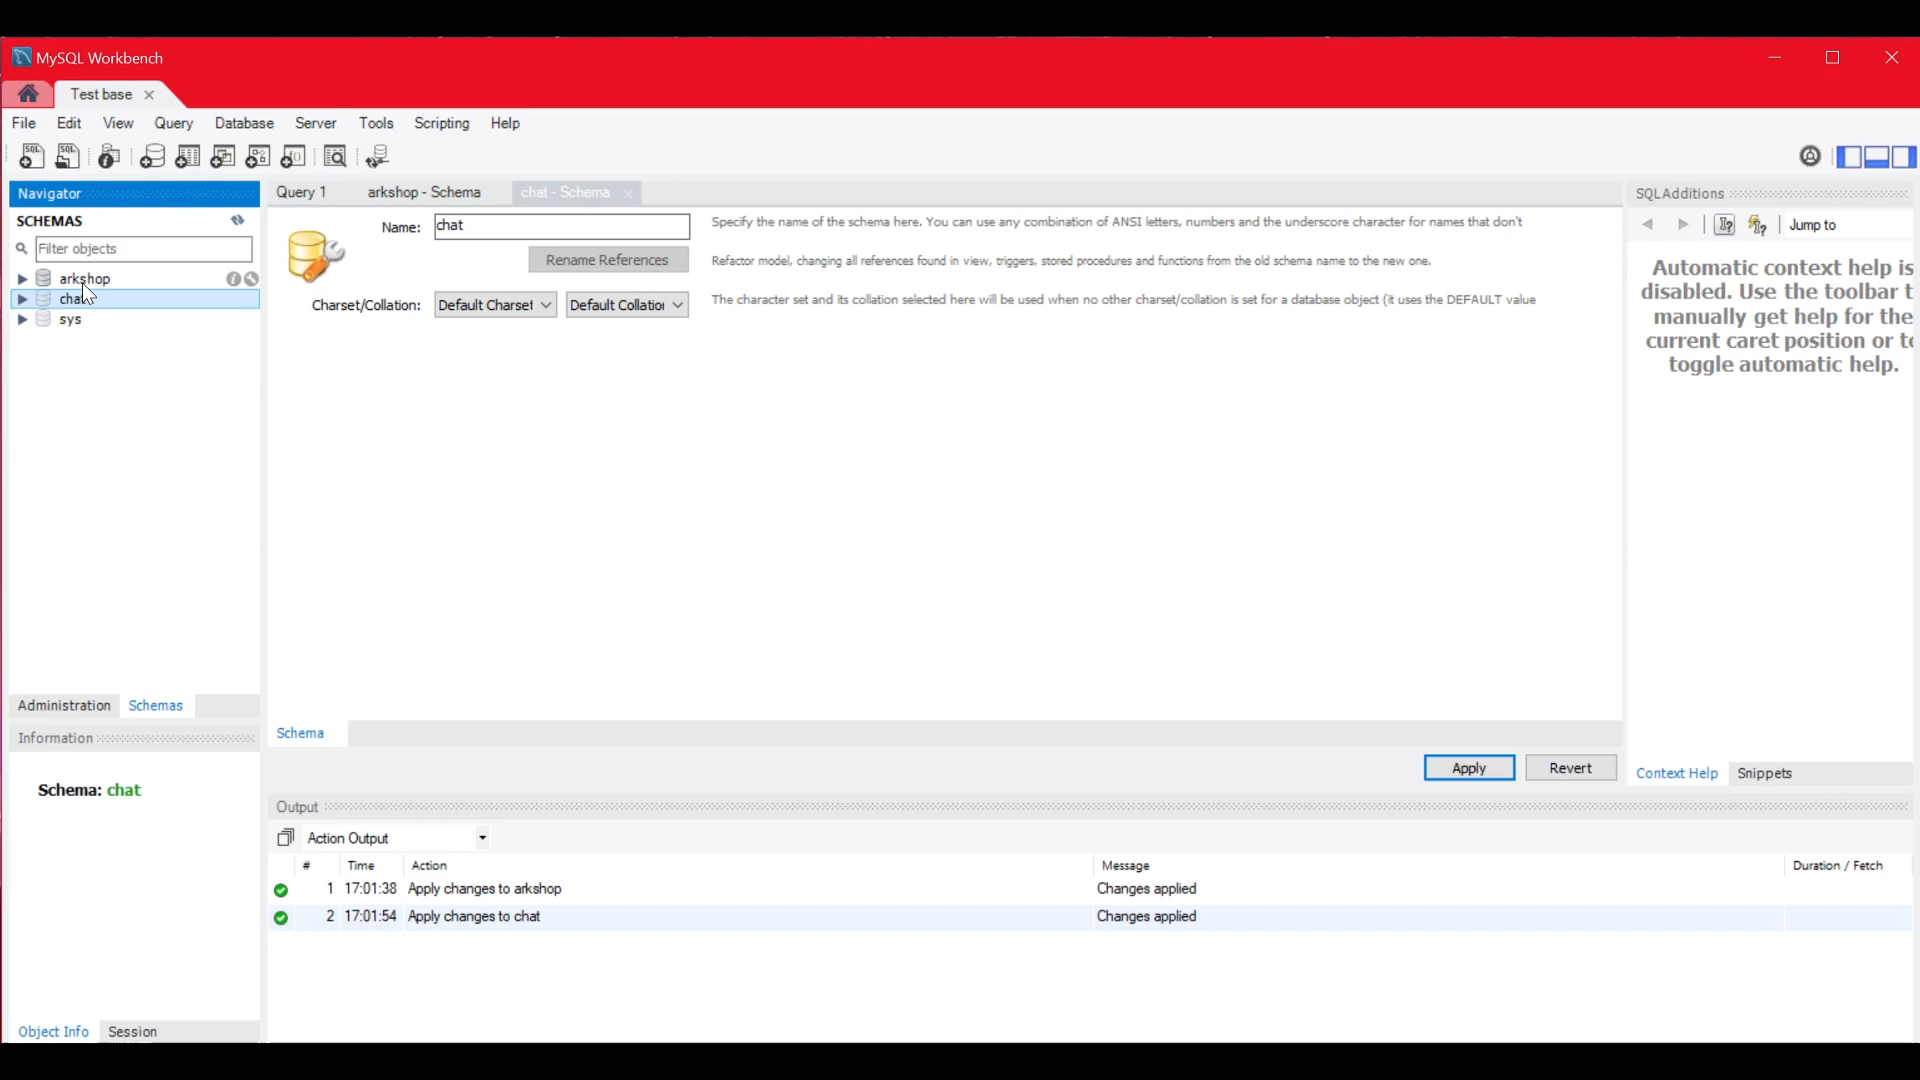 MySQL Workbench
Test base
File Edit View Query Database Server Tools Scripting Help
Navigator
SCHEMAS
Filter objects
arkshop
sys
Administration Schemas
Information
Schema: chat
Object Info Session
Query 1 arkshop - Schema chat - Schema
Name: chat
Specify the name of the schema here. You can use any combination of ANSI letters, numbers and the underscore character for names that don't
Rename References
Refactor model, changing all references found in view, triggers, stored procedures and functions from the old schema name to the new one.
Charset/Collation: Default Charset Default Collation
The character set and its collation selected here will be used when no other charset/collation is set for a database object (it uses the DEFAULT value
Schema
Apply Revert
SQLAdditions
Jump to
Automatic context help is
disabled. Use the toolbar t
manually get help for the
current caret position or to
toggle automatic help.
Context Help Snippets
Output
Action Output
# Time Action Message Duration / Fetch
1 17:01:38 Apply changes to arkshop Changes applied
2 17:01:54 Apply changes to chat Changes applied